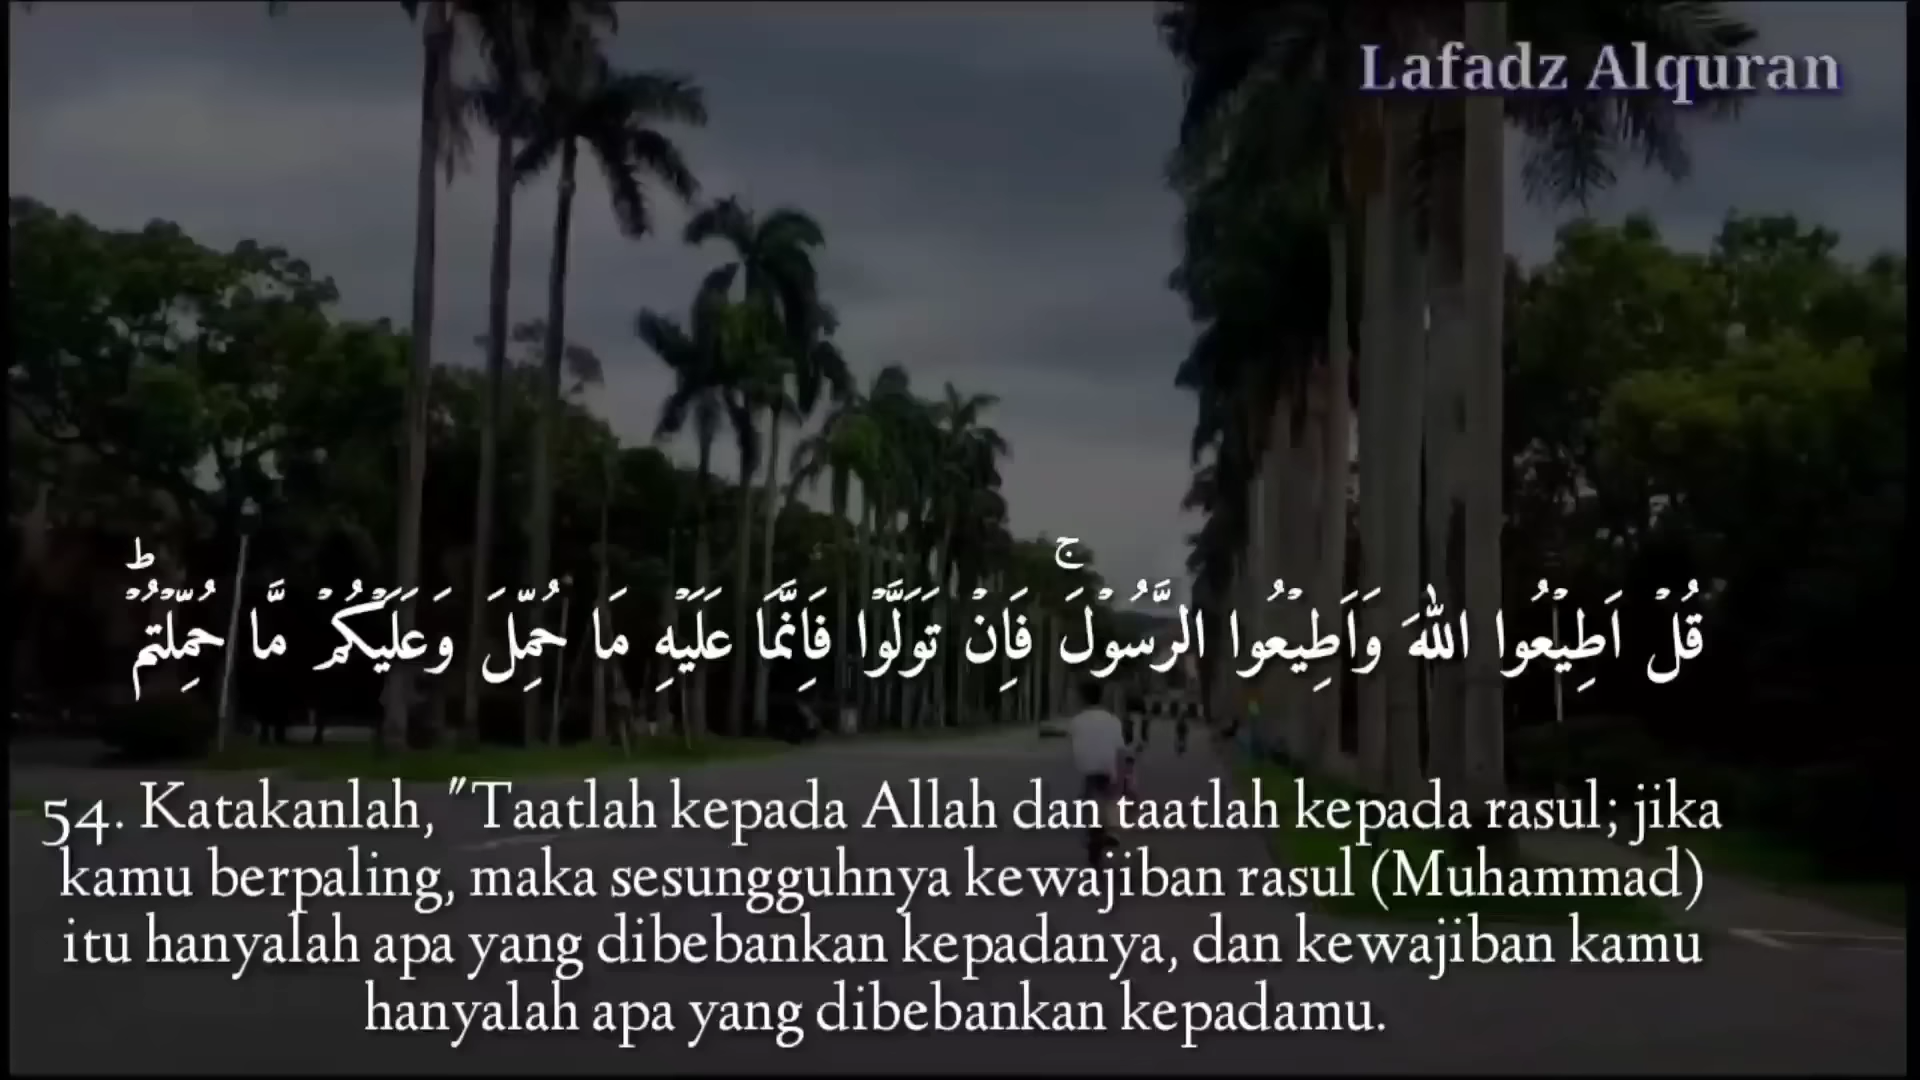 Lafadz Alquran
قُلْ اَطِيْعُوا اللّٰهَ وَاَطِيْعُوا الرَّسُوْلَۚ فَاِنْ تَوَلَّوْا فَاِنَّمَا عَلَيْهِ مَا حُمِّلَ وَعَلَيْكُمْ مَّا حُمِّلْتُمْۗ
54. Katakanlah, "Taatlah kepada Allah dan taatlah kepada rasul; jika
kamu berpaling, maka sesungguhnya kewajiban rasul (Muhammad)
itu hanyalah apa yang dibebankan kepadanya, dan kewajiban kamu
hanyalah apa yang dibebankan kepadamu.